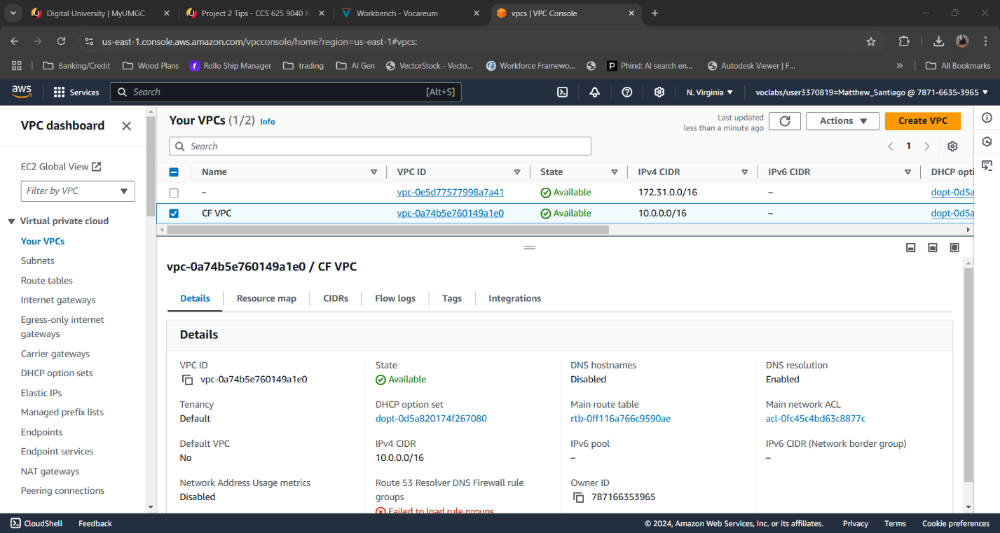 Digital University | MyUMGC
Project 2 Tips - CCS 625 9040 N
Workbench - Vocareum
vpcs | VPC Console
us-east-1.console.aws.amazon.com/vpcconsole/home?region=us-east-1#vpcs:
Banking/Credit
Wood Plans
Rollo Ship Manager
trading
AI Gen
VectorStock - Vecto...
Workforce Framewo...
Phind: AI search en...
Autodesk Viewer | F...
»
All Bookmarks
aws
Services
Search
[Alt+S]
N. Virginia
voclabs/user3370819=Matthew_Santiago @ 7871-6635-3965
VPC dashboard
EC2 Global View
Filter by VPC
Virtual private cloud
Your VPCs
Subnets
Route tables
Internet gateways
Egress-only internet
gateways
Carrier gateways
DHCP option sets
Elastic IPs
Managed prefix lists
Endpoints
Endpoint services
NAT gateways
Peering connections
Your VPCs (1/2) Info
Last updated
less than a minute ago
Actions
Create VPC
Search
1
Name VPC ID State IPv4 CIDR IPv6 CIDR DHCP opti
– vpc-0e5d77577998a7a41 Available 172.31.0.0/16 – dopt-0d5a
CF VPC vpc-0a74b5e760149a1e0 Available 10.0.0.0/16 – dopt-0d5a
vpc-0a74b5e760149a1e0 / CF VPC
Details Resource map CIDRs Flow logs Tags Integrations
Details
VPC ID
vpc-0a74b5e760149a1e0
State
Available
DNS hostnames
Disabled
DNS resolution
Enabled
Tenancy
Default
DHCP option set
dopt-0d5a820174f267080
Main route table
rtb-0ff116a766c9590ae
Main network ACL
acl-0fc45c4bd63c8877c
Default VPC
No
IPv4 CIDR
10.0.0.0/16
IPv6 pool
–
IPv6 CIDR (Network border group)
–
Network Address Usage metrics
Disabled
Route 53 Resolver DNS Firewall rule
groups
Failed to load rule groups
Owner ID
787166353965
CloudShell
Feedback
© 2024, Amazon Web Services, Inc. or its affiliates.
Privacy
Terms
Cookie preferences